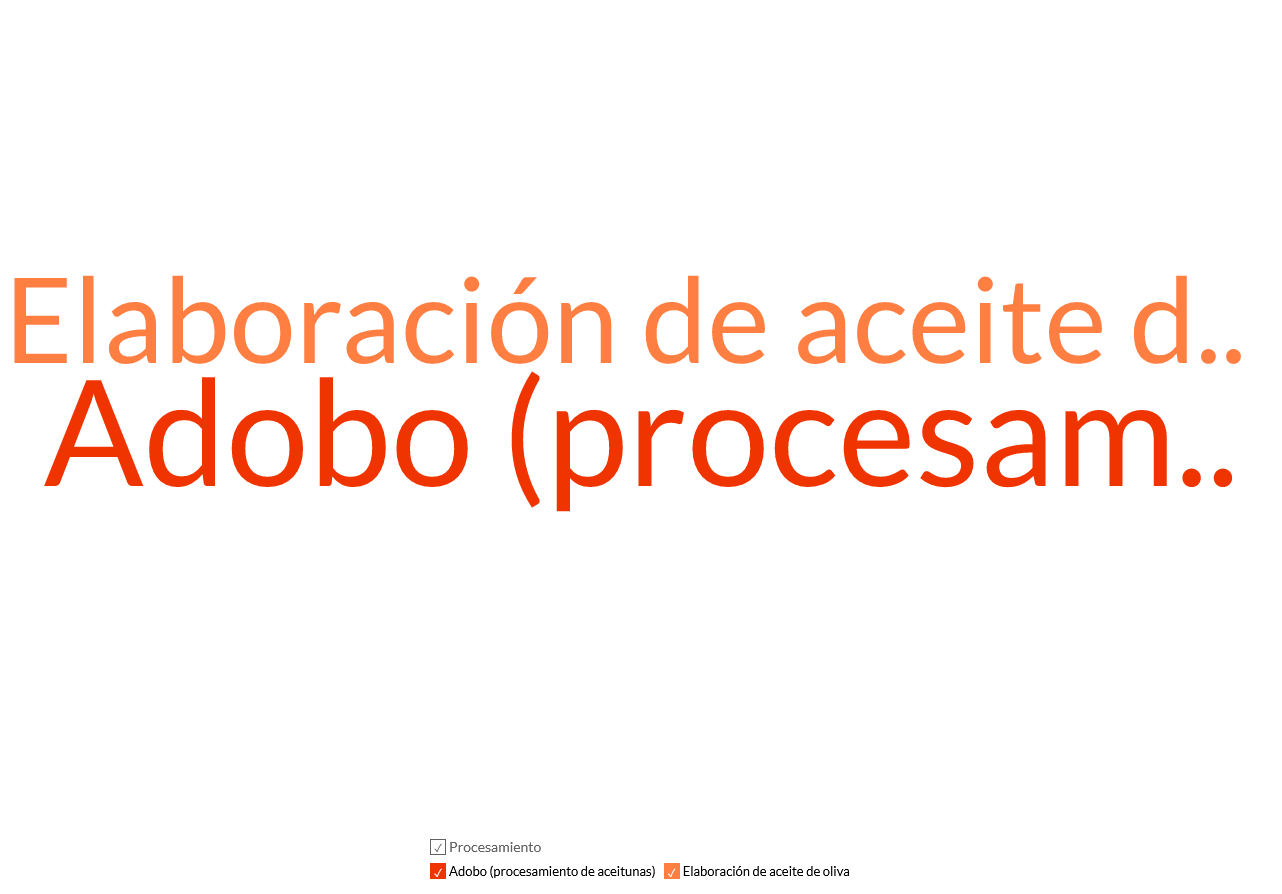 Elaboración de aceite d..
Adobo (procesam..
Procesamiento
Adobo (procesamiento de aceitunas) Elaboración de aceite de oliva